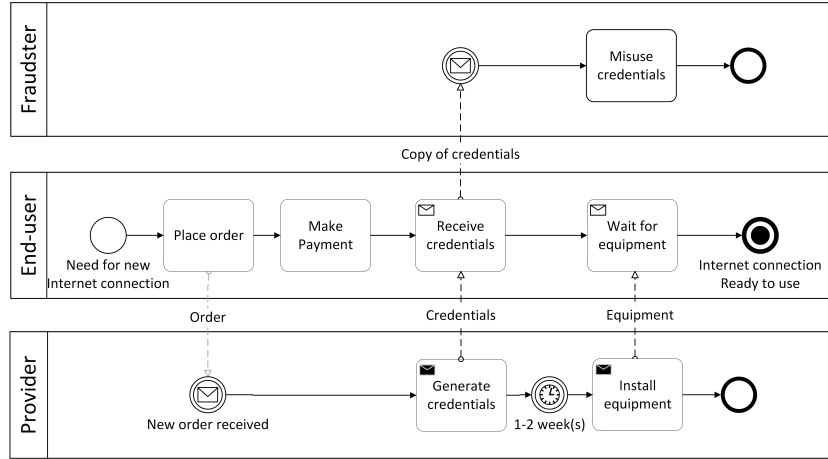 Fraudster
Misuse
credentials
Copy of credentials
End-user
Need for new
Internet connection
Place order
Make
Payment
Receive
credentials
Wait for
equipment
Internet connection
Ready to use
Order
Credentials
Equipment
Provider
New order received
Generate
credentials
1-2 week(s)
Install
equipment